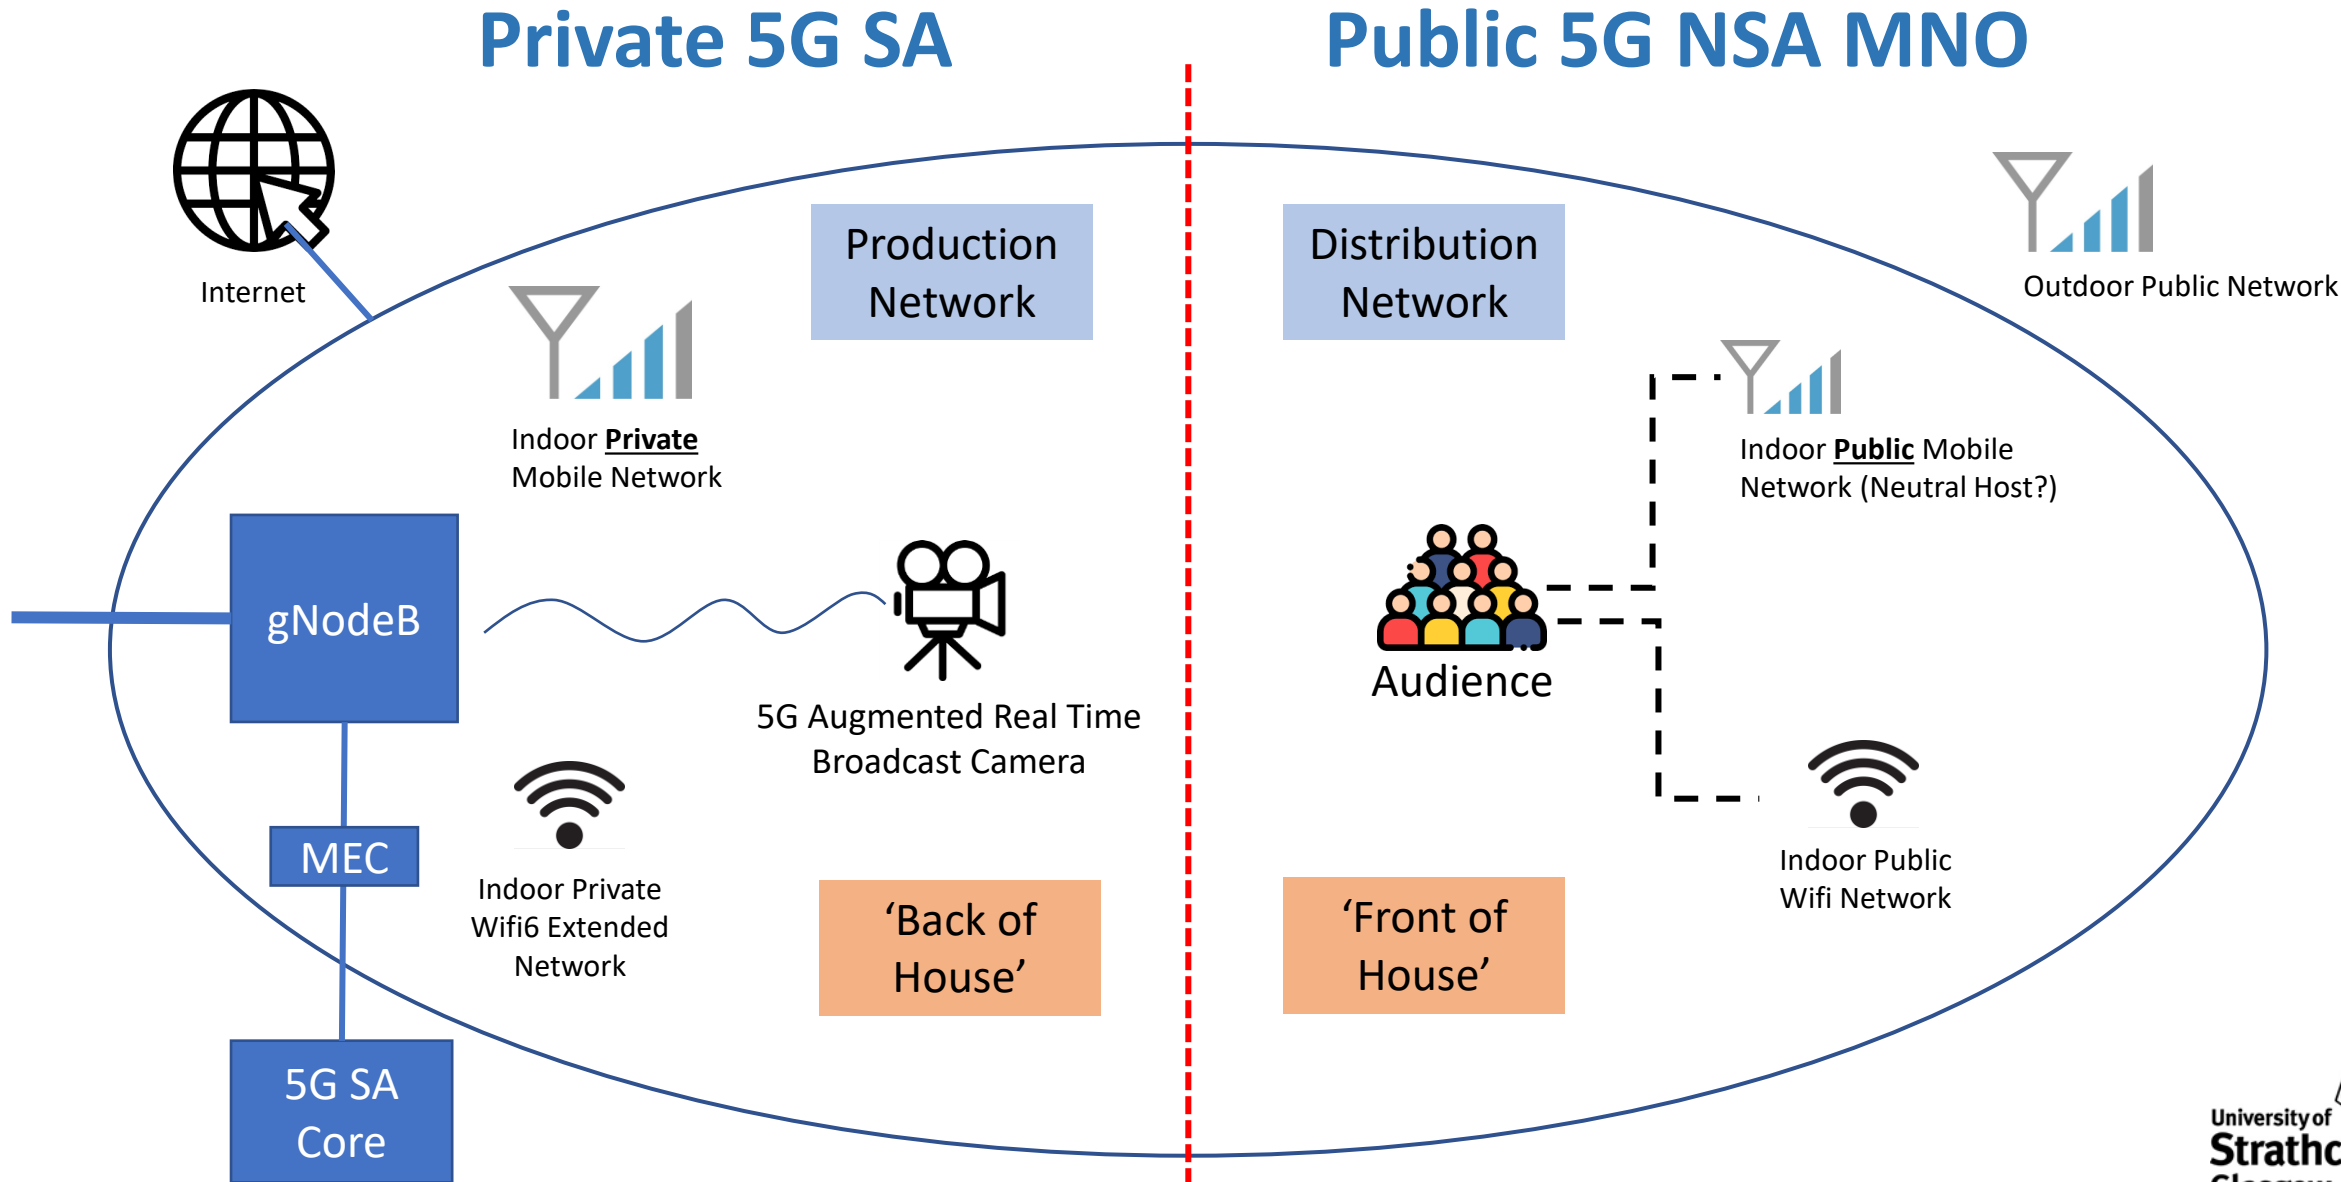 Private 5G SA
Public 5G NSA MNO
Internet
Production
Network
Distribution
Network
Outdoor Public Network
Indoor Private
Mobile Network
Indoor Public Mobile
Network (Neutral Host?)
gNodeB
5G Augmented Real Time
Broadcast Camera
Audience
MEC
Indoor Private
Wifi6 Extended
Network
‘Back of
House’
‘Front of
House’
Indoor Public
Wifi Network
5G SA
Core
University of